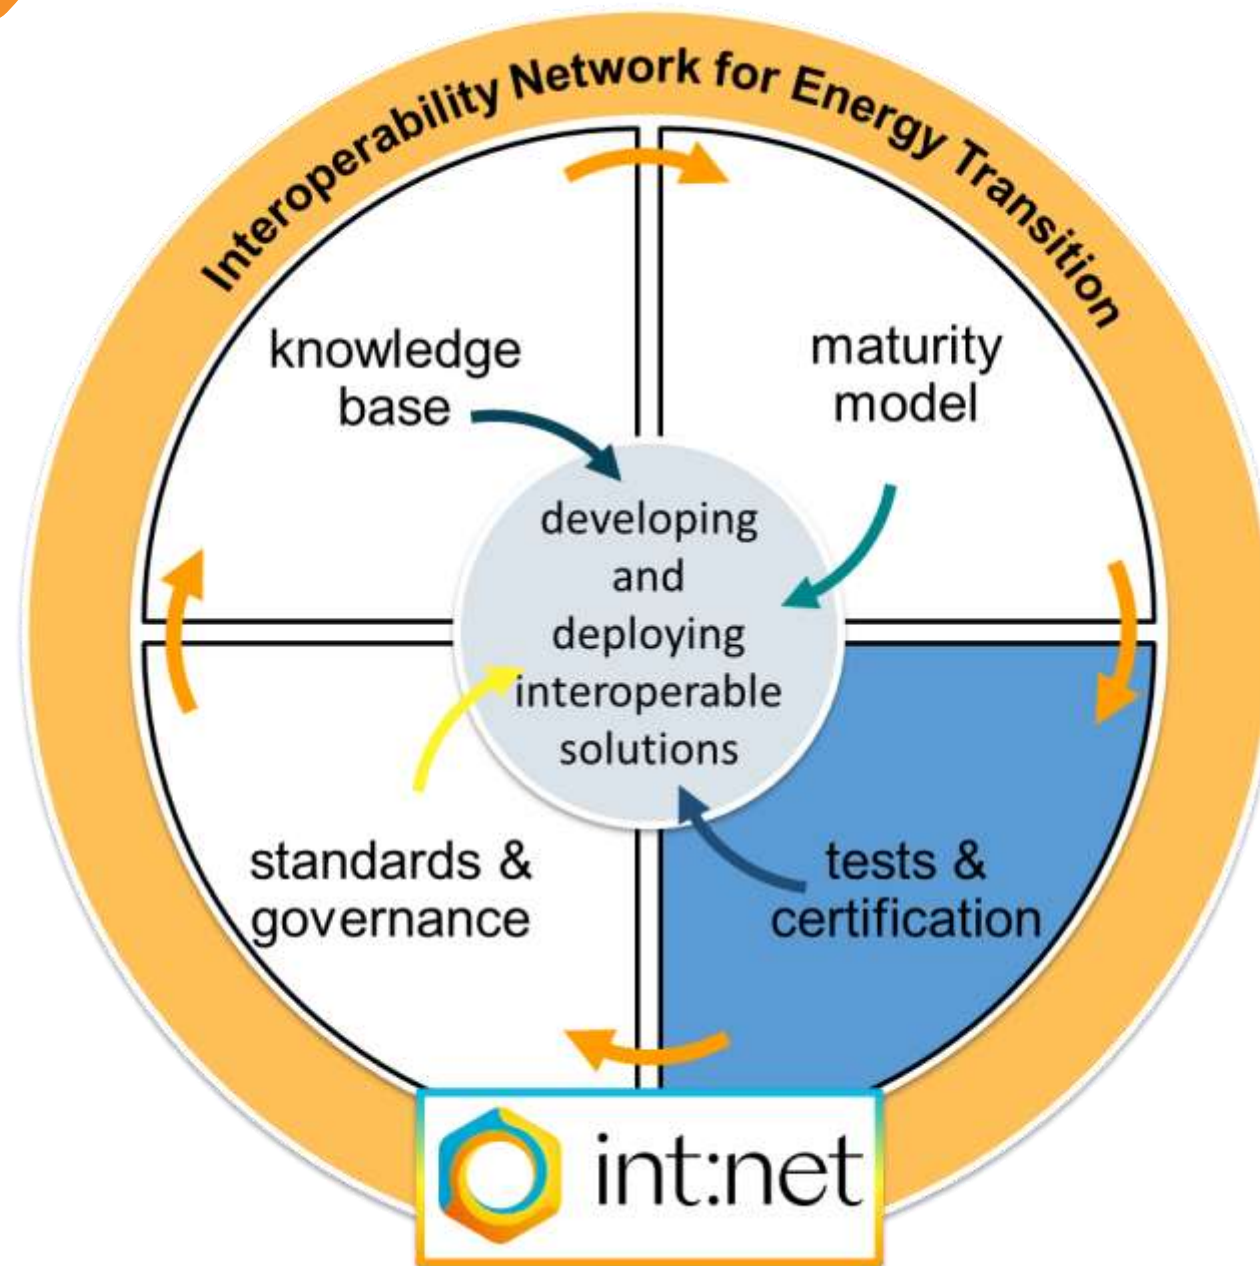 Interoperability Network for Energy Transition
knowledge
base
maturity
model
developing
and
deploying
interoperable
solutions
standards &
governance
tests &
certification
int:net